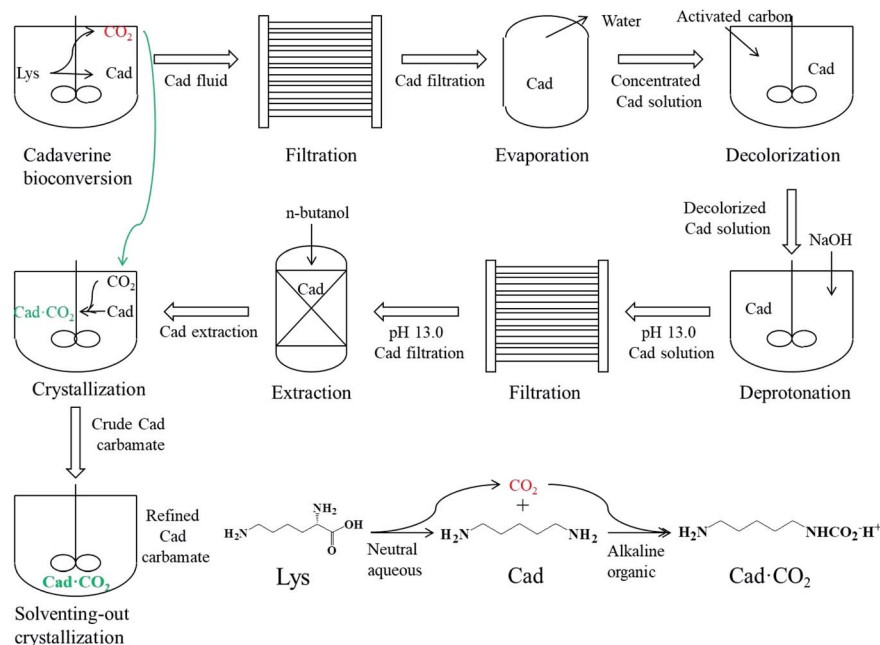 CO2
Lys
Cad
Cadaverine
bioconversion
Cad fluid
Filtration
Cad filtration
Water
Cad
Evaporation
Concentrated
Cad solution
Activated carbon
Cad
Decolorization
Decolorized
Cad solution
NaOH
Cad
Deprotonation
pH 13.0
Cad solution
Filtration
pH 13.0
Cad filtration
n-butanol
Cad
Extraction
Cad extraction
CO2
Cad·CO2
Cad
Crystallization
Crude Cad
carbamate
Cad·CO2
Solventing-out
crystallization
Refined
Cad
carbamate
H2N
NH2
OH
O
Lys
Neutral
aqueous
CO2
+
H2N
NH2
Cad
Alkaline
organic
H2N
NHCO2-H+
Cad·CO2